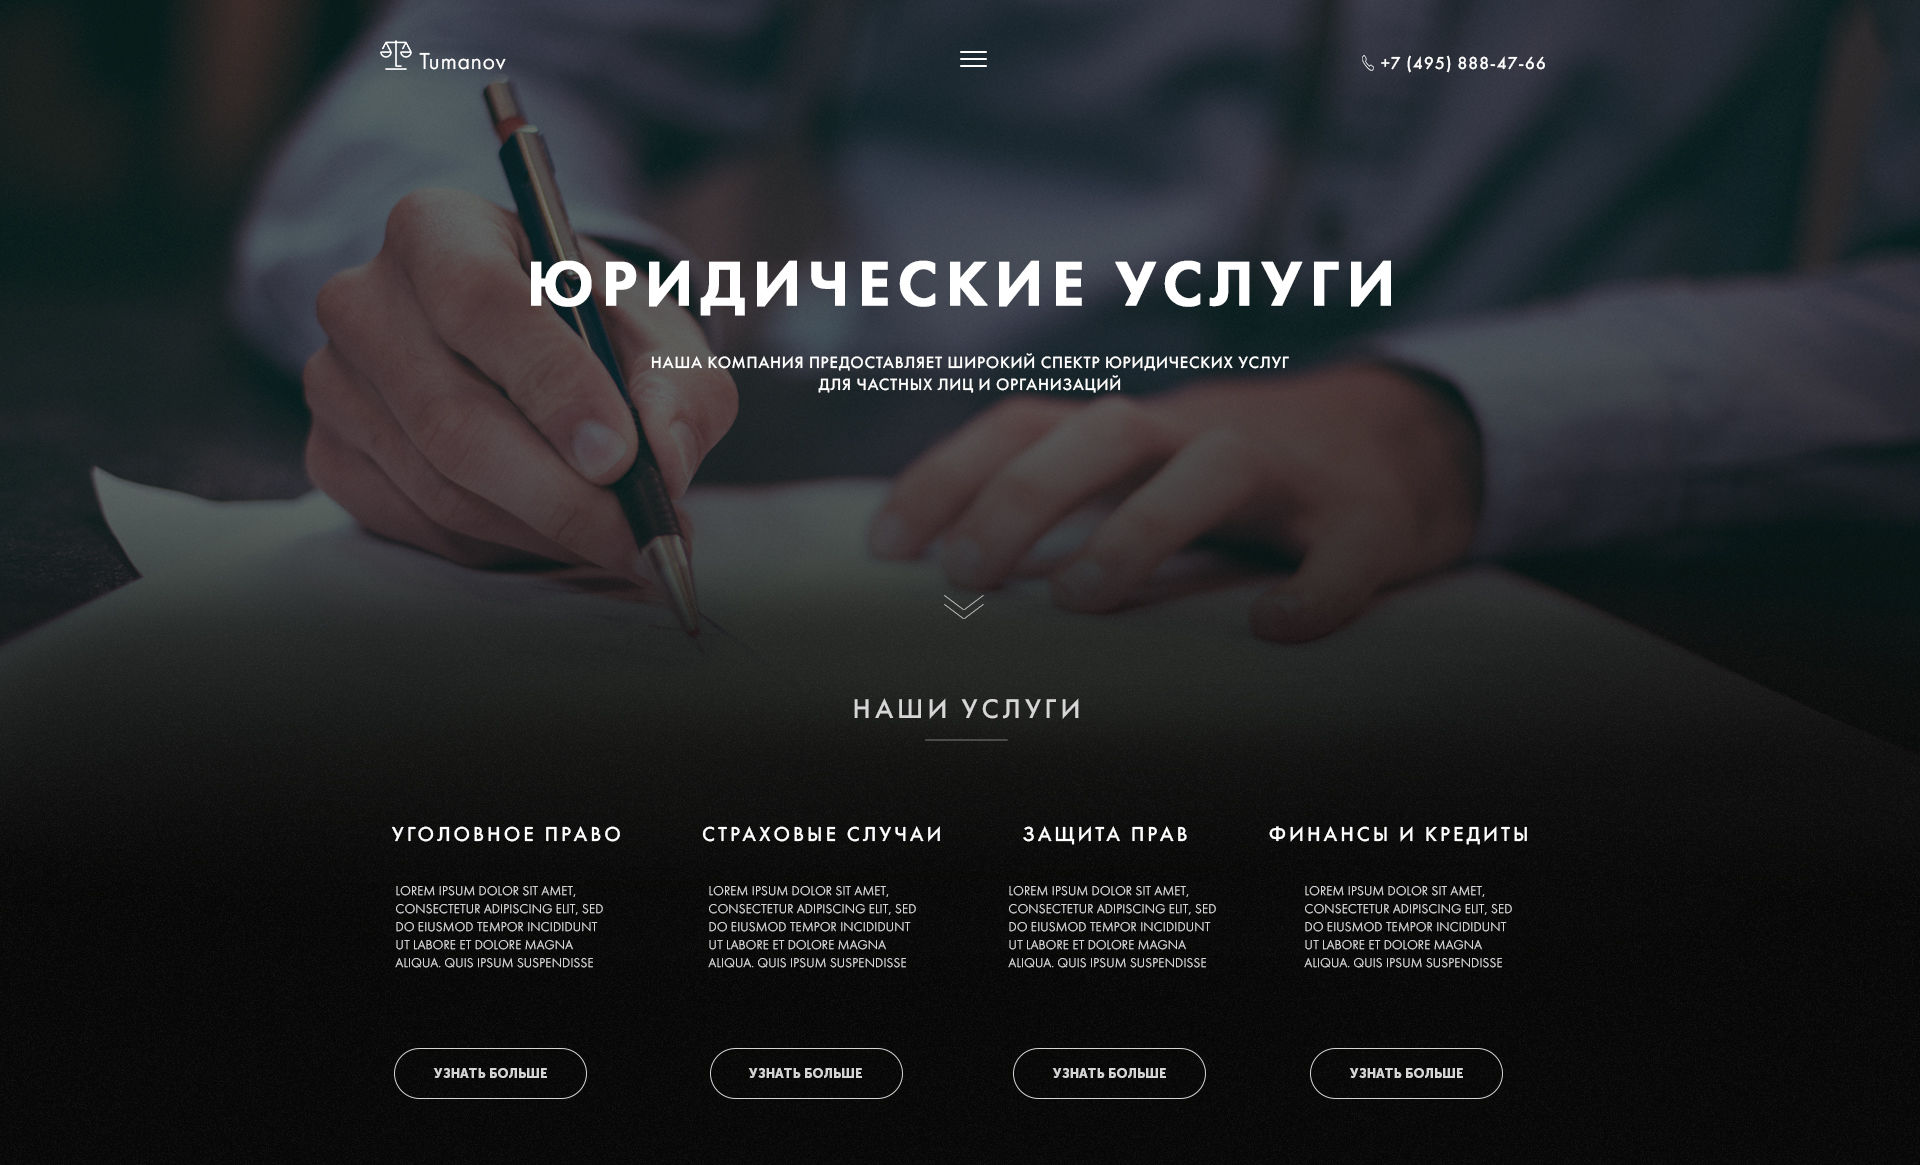 Tumanov
+7 (495) 888-47-66
ЮРИДИЧЕСКИЕ УСЛУГИ
НАША КОМПАНИЯ ПРЕДОСТАВЛЯЕТ ШИРОКИЙ СПЕКТР ЮРИДИЧЕСКИХ УСЛУГ
ДЛЯ ЧАСТНЫХ ЛИЦ И ОРГАНИЗАЦИЙ
НАШИ УСЛУГИ
УГОЛОВНОЕ ПРАВО
LOREM IPSUM DOLOR SIT AMET,
CONSECTETUR ADIPISCING ELIT, SED
DO EIUSMOD TEMPOR INCIDIDUNT
UT LABORE ET DOLORE MAGNA
ALIQUA. QUIS IPSUM SUSPENDISSE
УЗНАТЬ БОЛЬШЕ
СТРАХОВЫЕ СЛУЧАИ
LOREM IPSUM DOLOR SIT AMET,
CONSECTETUR ADIPISCING ELIT, SED
DO EIUSMOD TEMPOR INCIDIDUNT
UT LABORE ET DOLORE MAGNA
ALIQUA. QUIS IPSUM SUSPENDISSE
УЗНАТЬ БОЛЬШЕ
ЗАЩИТА ПРАВ
LOREM IPSUM DOLOR SIT AMET,
CONSECTETUR ADIPISCING ELIT, SED
DO EIUSMOD TEMPOR INCIDIDUNT
UT LABORE ET DOLORE MAGNA
ALIQUA. QUIS IPSUM SUSPENDISSE
УЗНАТЬ БОЛЬШЕ
ФИНАНСЫ И КРЕДИТЫ
LOREM IPSUM DOLOR SIT AMET,
CONSECTETUR ADIPISCING ELIT, SED
DO EIUSMOD TEMPOR INCIDIDUNT
UT LABORE ET DOLORE MAGNA
ALIQUA. QUIS IPSUM SUSPENDISSE
УЗНАТЬ БОЛЬШЕ